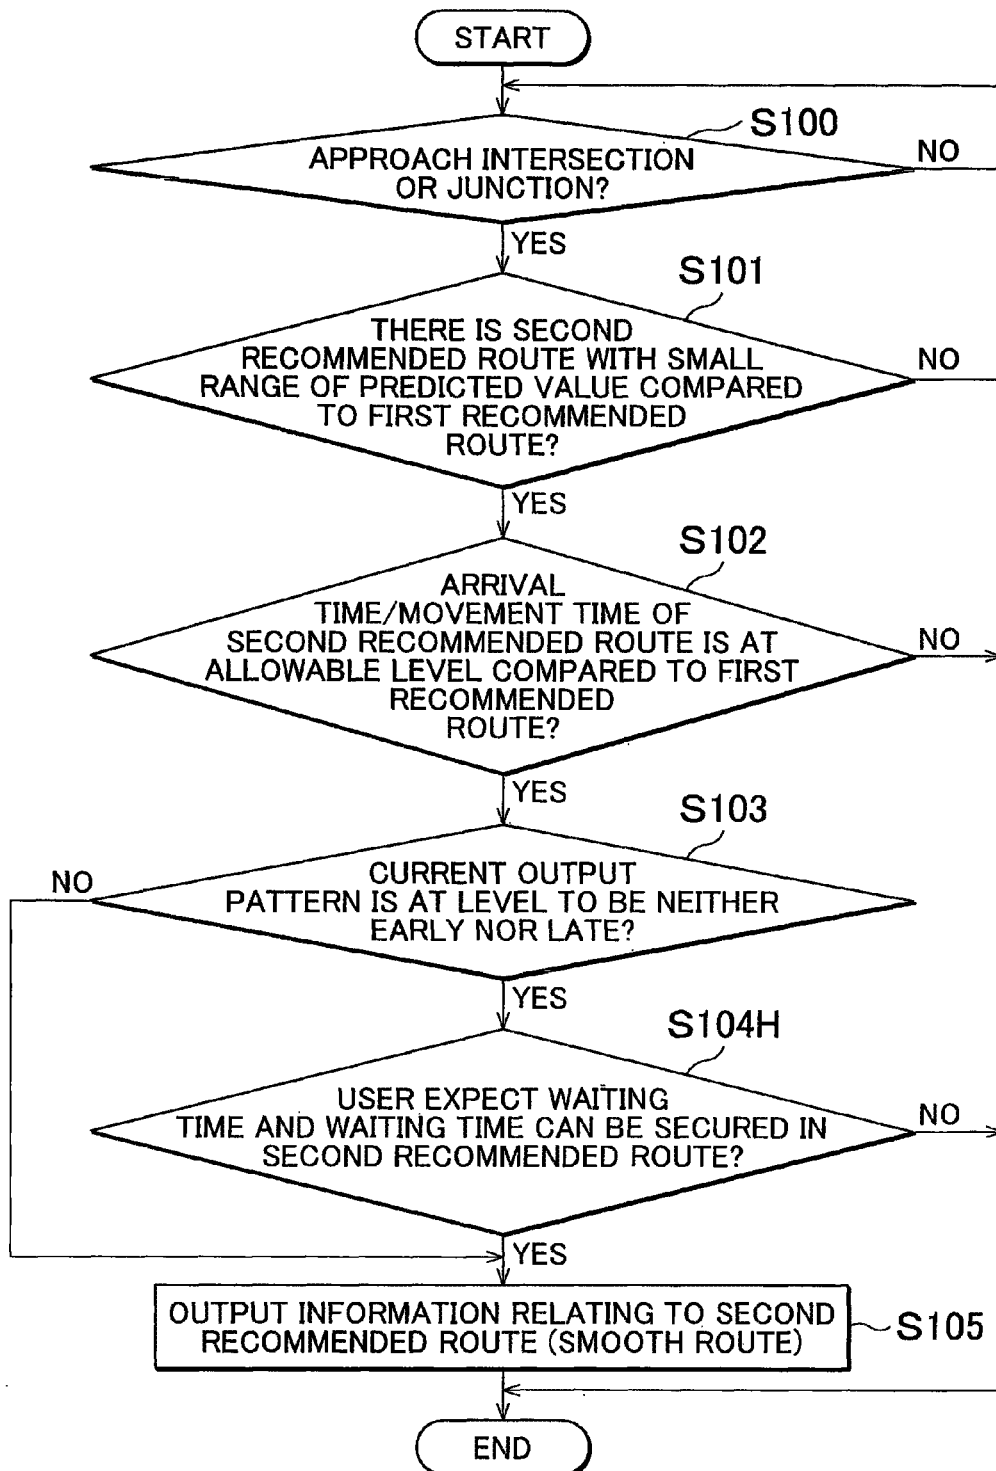 START
S100
APPROACH INTERSECTION
OR JUNCTION?
NO
YES
S101
THERE IS SECOND
RECOMMENDED ROUTE WITH SMALL
RANGE OF PREDICTED VALUE COMPARED
TO FIRST RECOMMENDED
ROUTE?
NO
YES
S102
ARRIVAL
TIME/MOVEMENT TIME OF
SECOND RECOMMENDED ROUTE IS AT
ALLOWABLE LEVEL COMPARED TO FIRST
RECOMMENDED
ROUTE?
NO
YES
S103
NO
CURRENT OUTPUT
PATTERN IS AT LEVEL TO BE NEITHER
EARLY NOR LATE?
YES
S104H
USER EXPECT WAITING
TIME AND WAITING TIME CAN BE SECURED IN
SECOND RECOMMENDED ROUTE?
NO
YES
OUTPUT INFORMATION RELATING TO SECOND
RECOMMENDED ROUTE (SMOOTH ROUTE)
S105
END